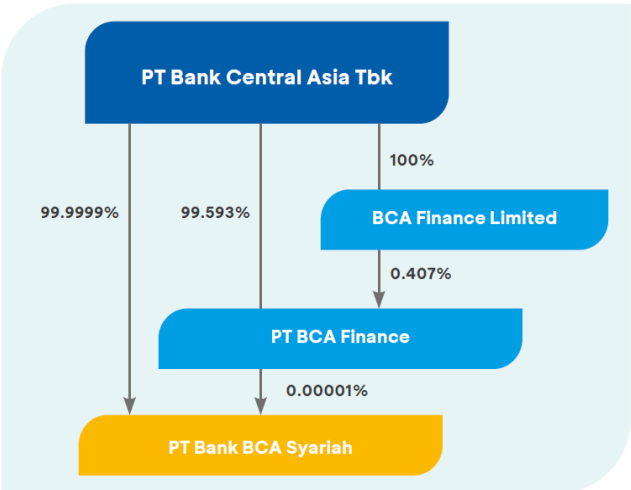 PT Bank Central Asia Tbk
100%
99.9999%
99.593%
BCA Finance Limited
0.407%
PT BCA Finance
0.00001%
PT Bank BCA Syariah